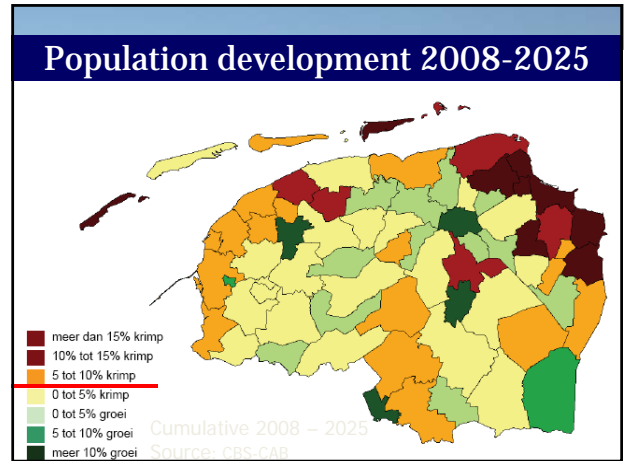 Population development 2008-2025
meer dan 15% krimp
10% tot 15% krimp
5 tot 10% krimp
0 tot 5% krimp
0 tot 5% groei
5 tot 10% groei
meer 10% groei
Cumulative 2008 – 2025
Source: CBS-CAB